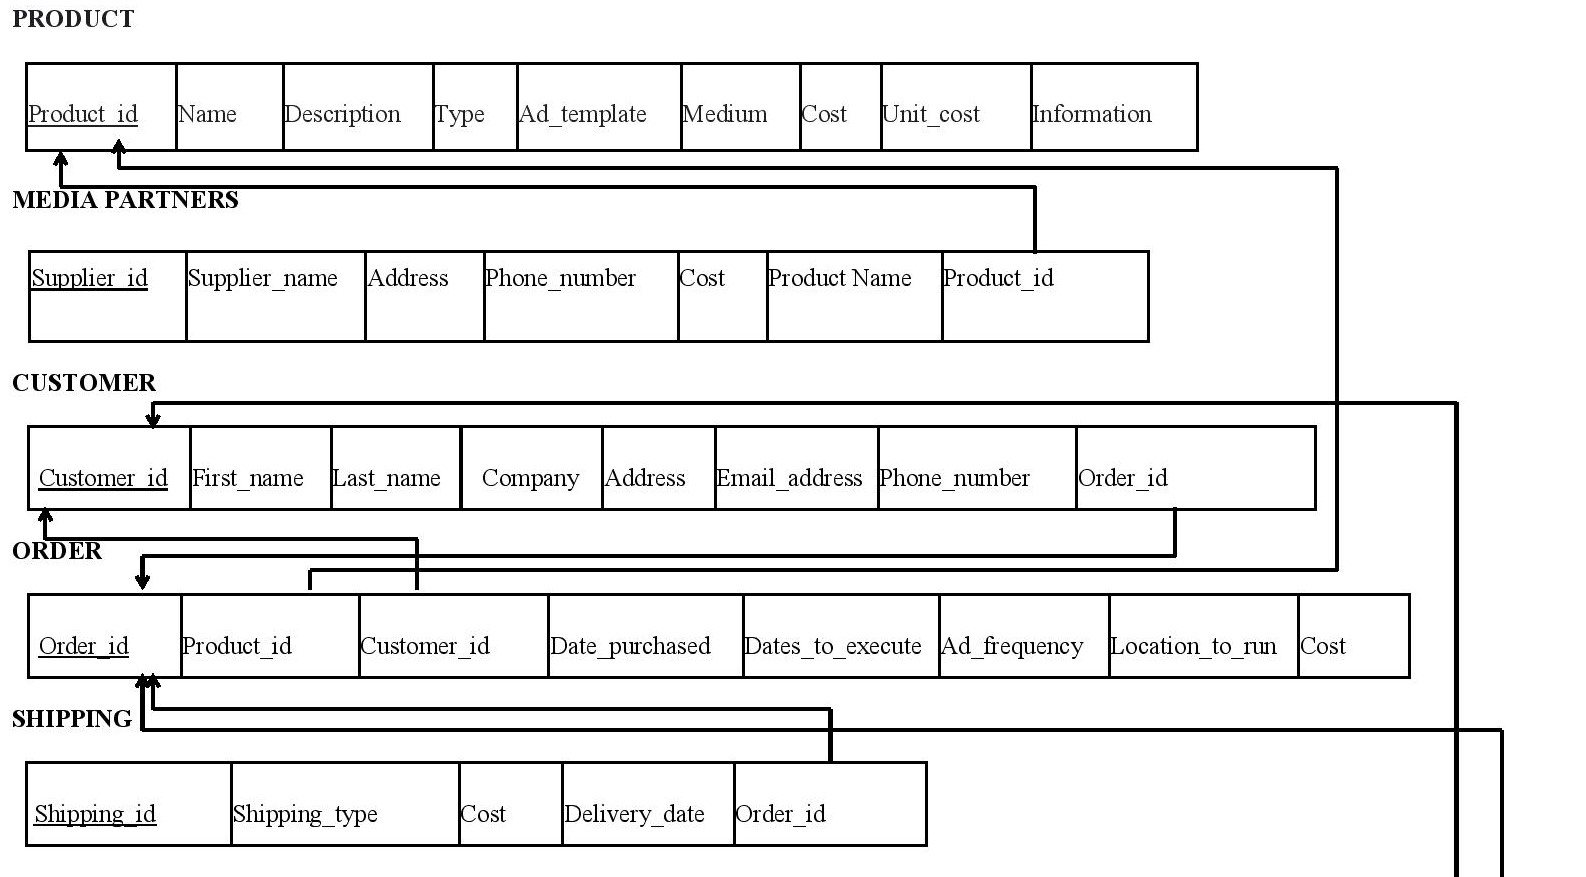 PRODUCT
Product_id Name Description Type Ad_template Medium Cost Unit_cost Information
MEDIA PARTNERS
Supplier_id Supplier_name Address Phone_number Cost Product Name Product_id
CUSTOMER
Customer_id First_name Last_name Company Address Email_address Phone_number Order_id
ORDER
Order_id Product_id Customer_id Date_purchased Dates_to_execute Ad_frequency Location_to_run Cost
SHIPPING
Shipping_id Shipping_type Cost Delivery_date Order_id